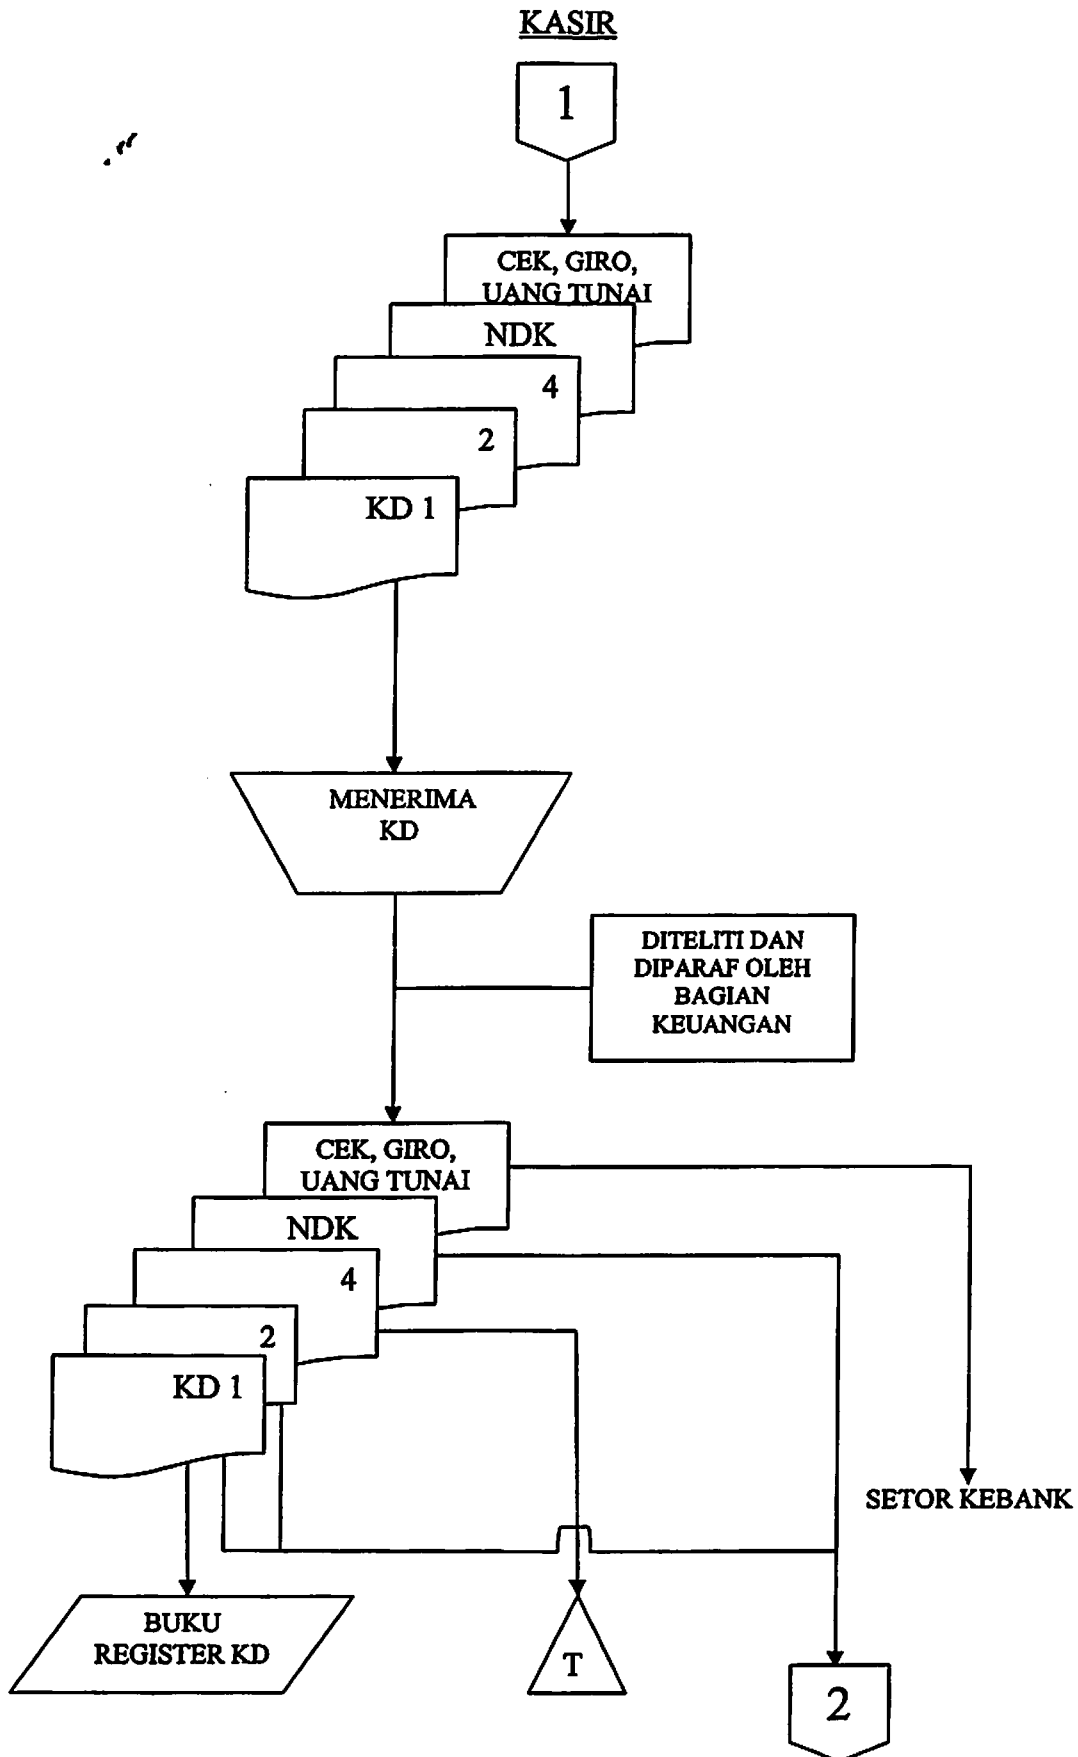 KASIR
1
CEK, GIRO,
UANG TUNAI
NDK
4
2
KD 1
MENERIMA
KD
DITELITI DAN
DIPARAF OLEH
BAGIAN
KEUANGAN
CEK, GIRO,
UANG TUNAI
NDK
4
2
KD 1
SETOR KEBANK
BUKU
REGISTER KD
T
2